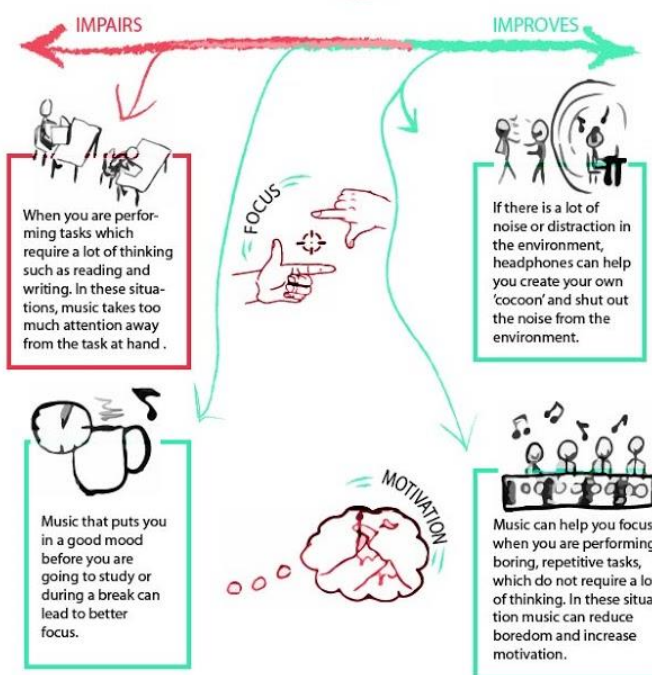 IMPAIRS
IMPROVES
When you are perfor-
ming tasks which
require a lot of thinking
such as reading and
writing. In these situa-
tions, music takes too
much attention away
from the task at hand .
FOCUS
If there is a lot of
noise or distraction in
the environment,
headphones can help
you create your own
'cocoon' and shut out
the noise from the
environment.
Music that puts you
in a good mood
before you are
going to study or
during a break can
lead to better
focus.
MOTIVATION
Music can help you focus
when you are performing
boring, repetitive tasks,
which do not require a lo
of thinking. In these situa
tion music can reduce
boredom and increase
motivation.